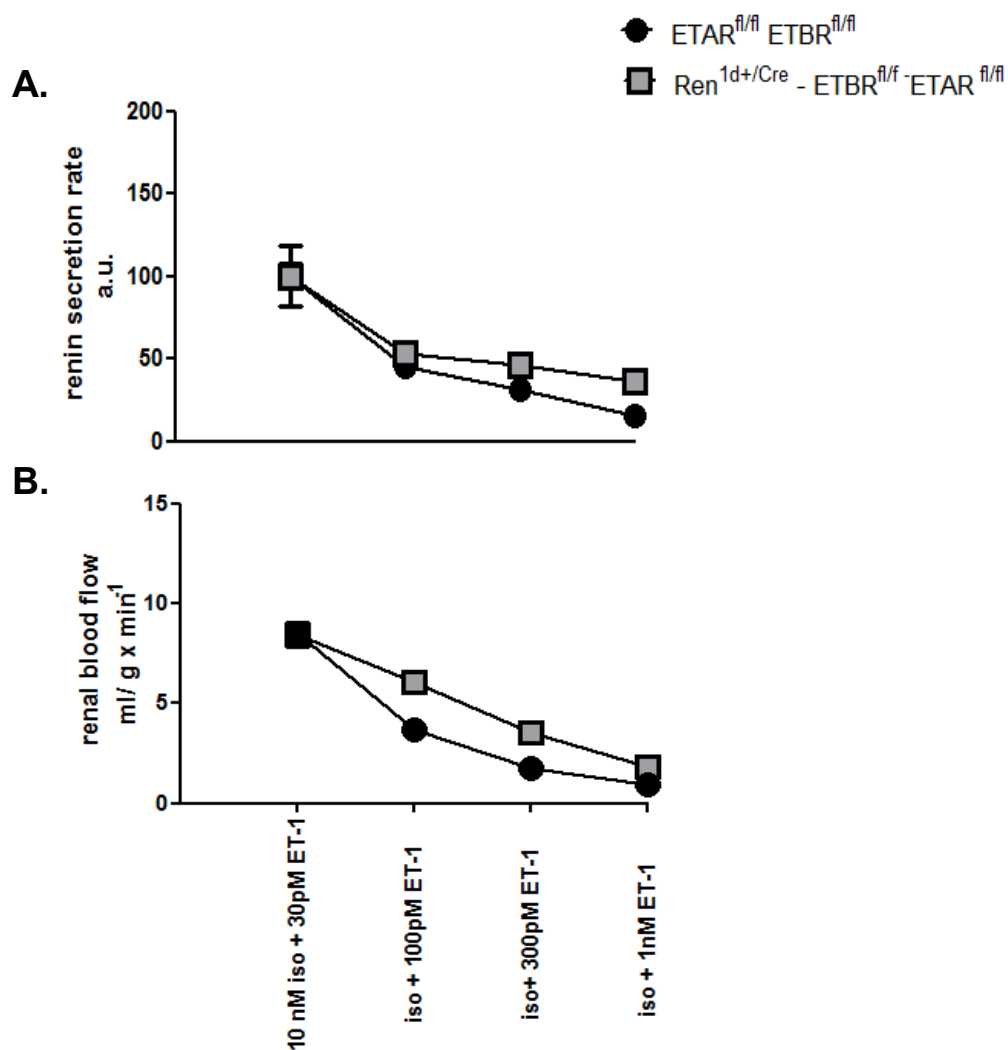 ETAR^fl/fl ETBR^fl/fl
Ren^1d+/Cre - ETBR^fl/f -ETAR ^fl/fl
A.
200
150
100
50
0
renin secretion rate
a.u.
B.
15
10
5
0
renal blood flow
ml/ g x min^-1
10 nM iso + 30pM ET-1
iso + 100pM ET-1
iso+ 300pM ET-1
iso + 1nM ET-1